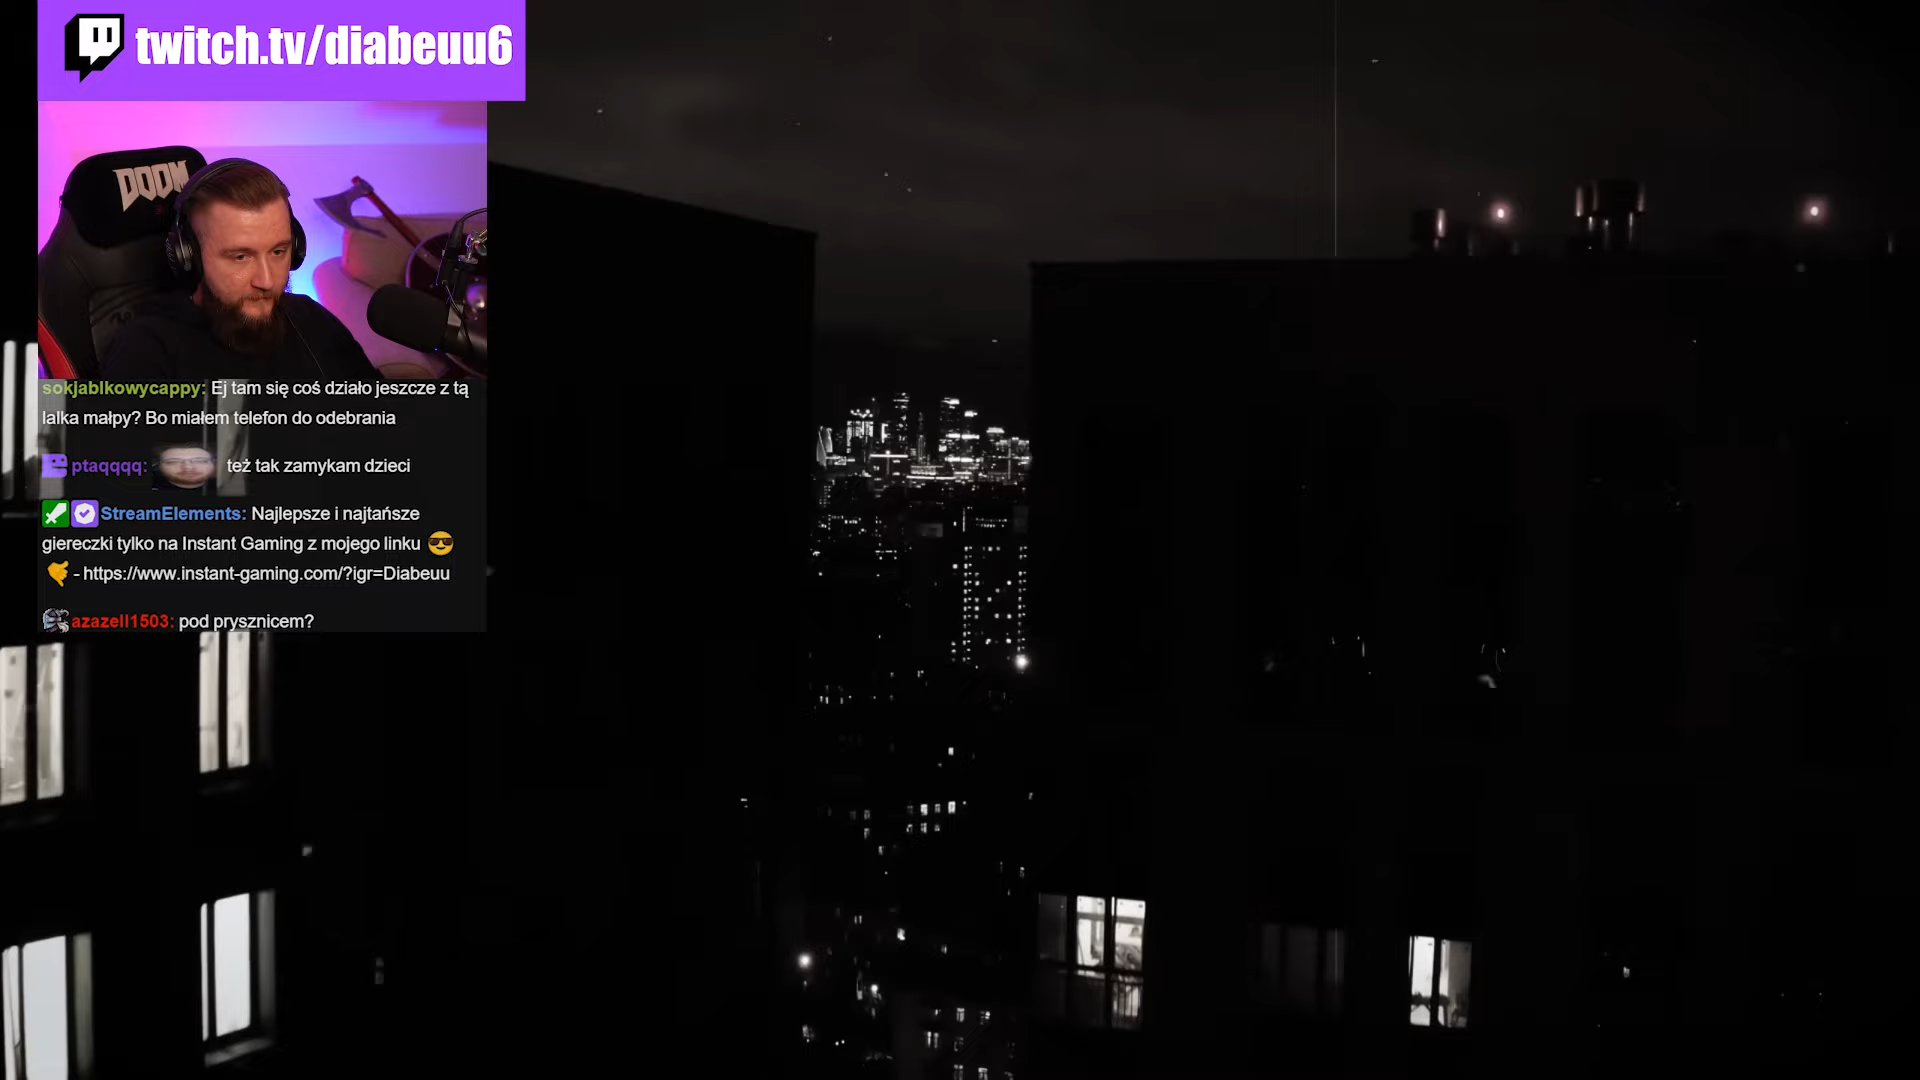 twitch.tv/diabeuu6
DOOM
sokjablkowycappy: Ej tam się coś działo jeszcze z tą
lalka małpy? Bo miałem telefon do odebrania
ptaqqqq: też tak zamykam dzieci
StreamElements: Najlepsze i najtańsze
giereczki tylko na Instant Gaming z mojego linku 😎
🤙 - https://www.instant-gaming.com/?igr=Diabeuu
azazell1503: pod prysznicem?